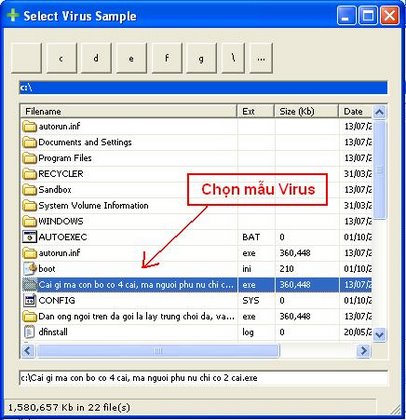 Select Virus Sample
c d e f g \ ...
c:\
Filename Ext Size (Kb) Date
autorun.inf 13/07/2
Documents and Settings 13/07/2
Program Files 13/07/2
RECYCLER 31/03/2
Sandbox 13/07/2
System Volume Information 31/03/2
WINDOWS 13/07/2
Chọn mẫu Virus
AUTOEXEC BAT 0 01/10/2
autorun.inf exe 360,448 13/07/2
boot ini 210 01/10/2
Cai gi ma con bo co 4 cai, ma nguoi phu nu chi c... exe 360,448 13/07/2
CONFIG SYS 0 01/10/2
Dan ong ngoi tren da goi la lay trung choi da, va... exe 360,448 13/07/2
dfinstall log 0 20/05/2
c:\Cai gi ma con bo co 4 cai, ma nguoi phu nu chi co 2 cai.exe
1,580,657 Kb in 22 file(s)